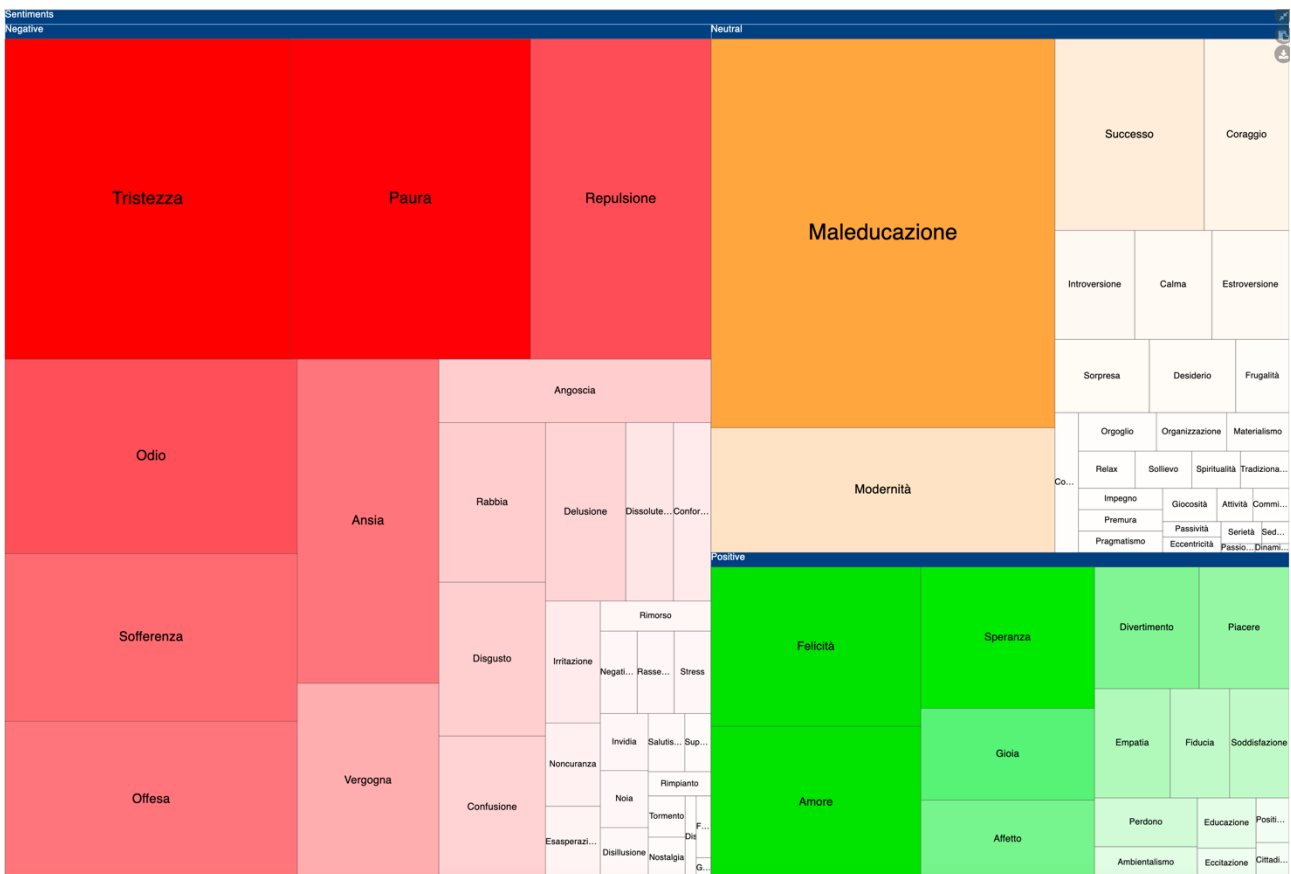 Sentiments
Negative
Tristezza
Paura
Repulsione
Odio
Sofferenza
Offesa
Ansia
Vergogna
Angoscia
Rabbia
Disgusto
Confusione
Delusione
Dissolute...
Confor...
Irritazione
Noncuranza
Esasperazi...
Rimorso
Negati...
Rasse...
Stress
Invidia
Noia
Disillusione
Salutis...
Sup...
Rimpianto
Tormento
Nostalgia
Dis
F...
G...
Neutral
Maleducazione
Modernità
Successo
Coraggio
Introversione
Calma
Estroversione
Sorpresa
Desiderio
Frugalità
Co...
Orgoglio
Organizzazione
Materialismo
Relax
Sollievo
Spiritualità
Tradiziona...
Impegno
Premura
Pragmatismo
Giocosità
Attività
Commi...
Passività
Eccentricità
Serietà
Sed...
Passio...
Dinami...
Positive
Felicità
Amore
Speranza
Gioia
Affetto
Divertimento
Piacere
Empatia
Fiducia
Soddisfazione
Perdono
Ambientalismo
Educazione
Positi...
Eccitazione
Cittadi...